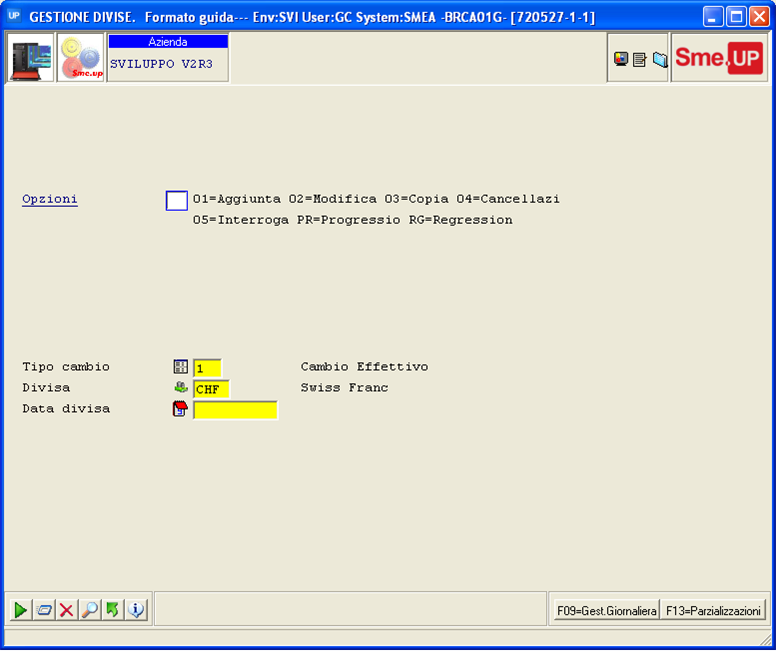 UP GESTIONE DIVISE. Formato guida--- Env:SVI User:GC System:SMEA -BRCA01G- [720527-1-1]
Sme.up
Azienda
SVILUPPO V2R3
Sme.UP
Opzioni 01=Aggiunta 02=Modifica 03=Copia 04=Cancellazi
05=Interroga PR=Progressio RG=Regression
Tipo cambio 1 Cambio Effettivo
Divisa CHF Swiss Franc
Data divisa
F09=Gest.Giornaliera F13=Parzializzazioni